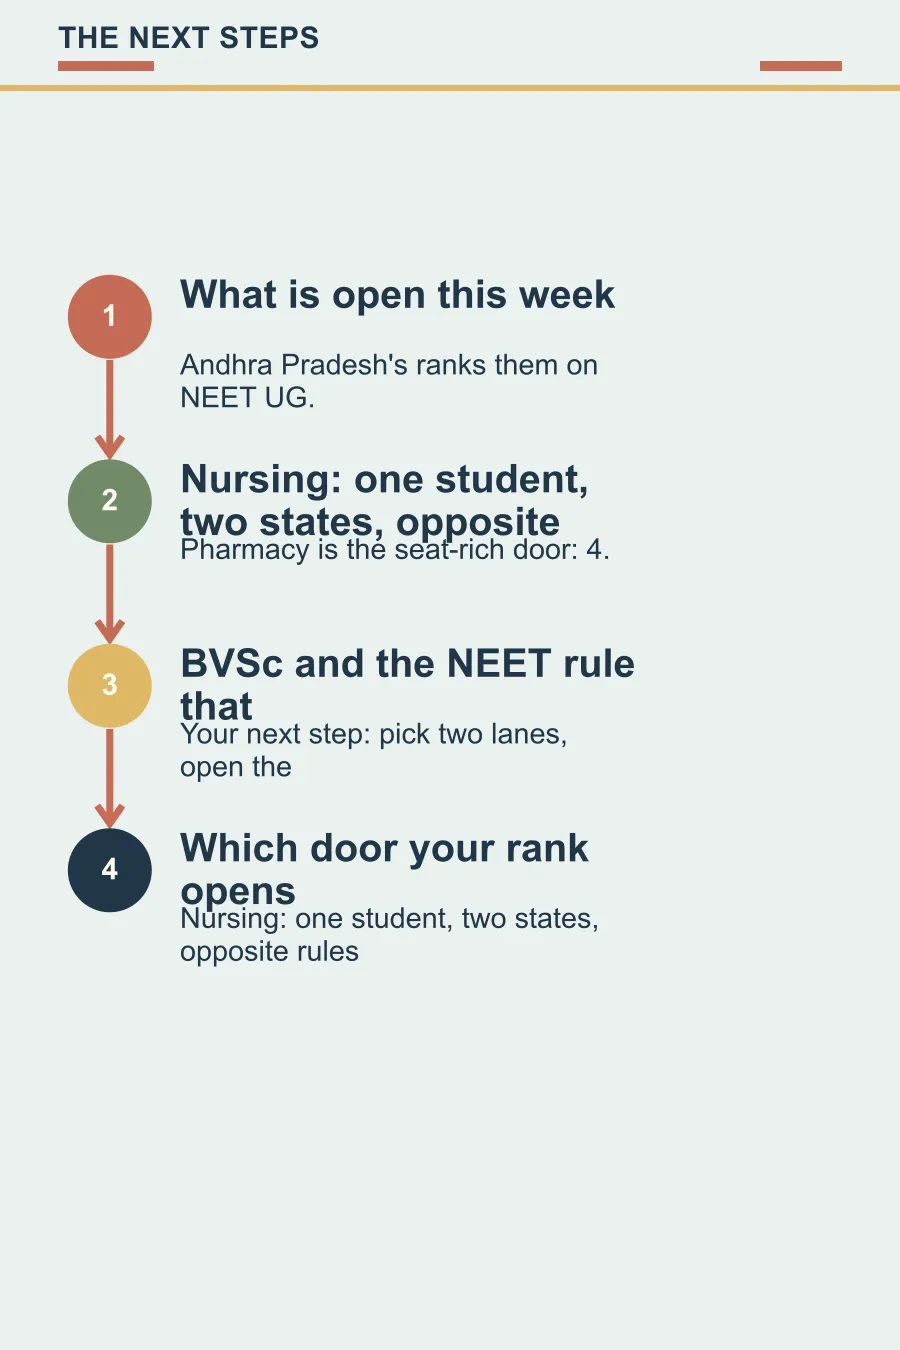 THE NEXT STEPS
1
What is open this week
Andhra Pradesh's ranks them on
NEET UG.
2
Nursing: one student,
two states, opposite
Pharmacy is the seat-rich door: 4.
3
BVSc and the NEET rule
that
Your next step: pick two lanes,
open the
4
Which door your rank
opens
Nursing: one student, two states,
opposite rules